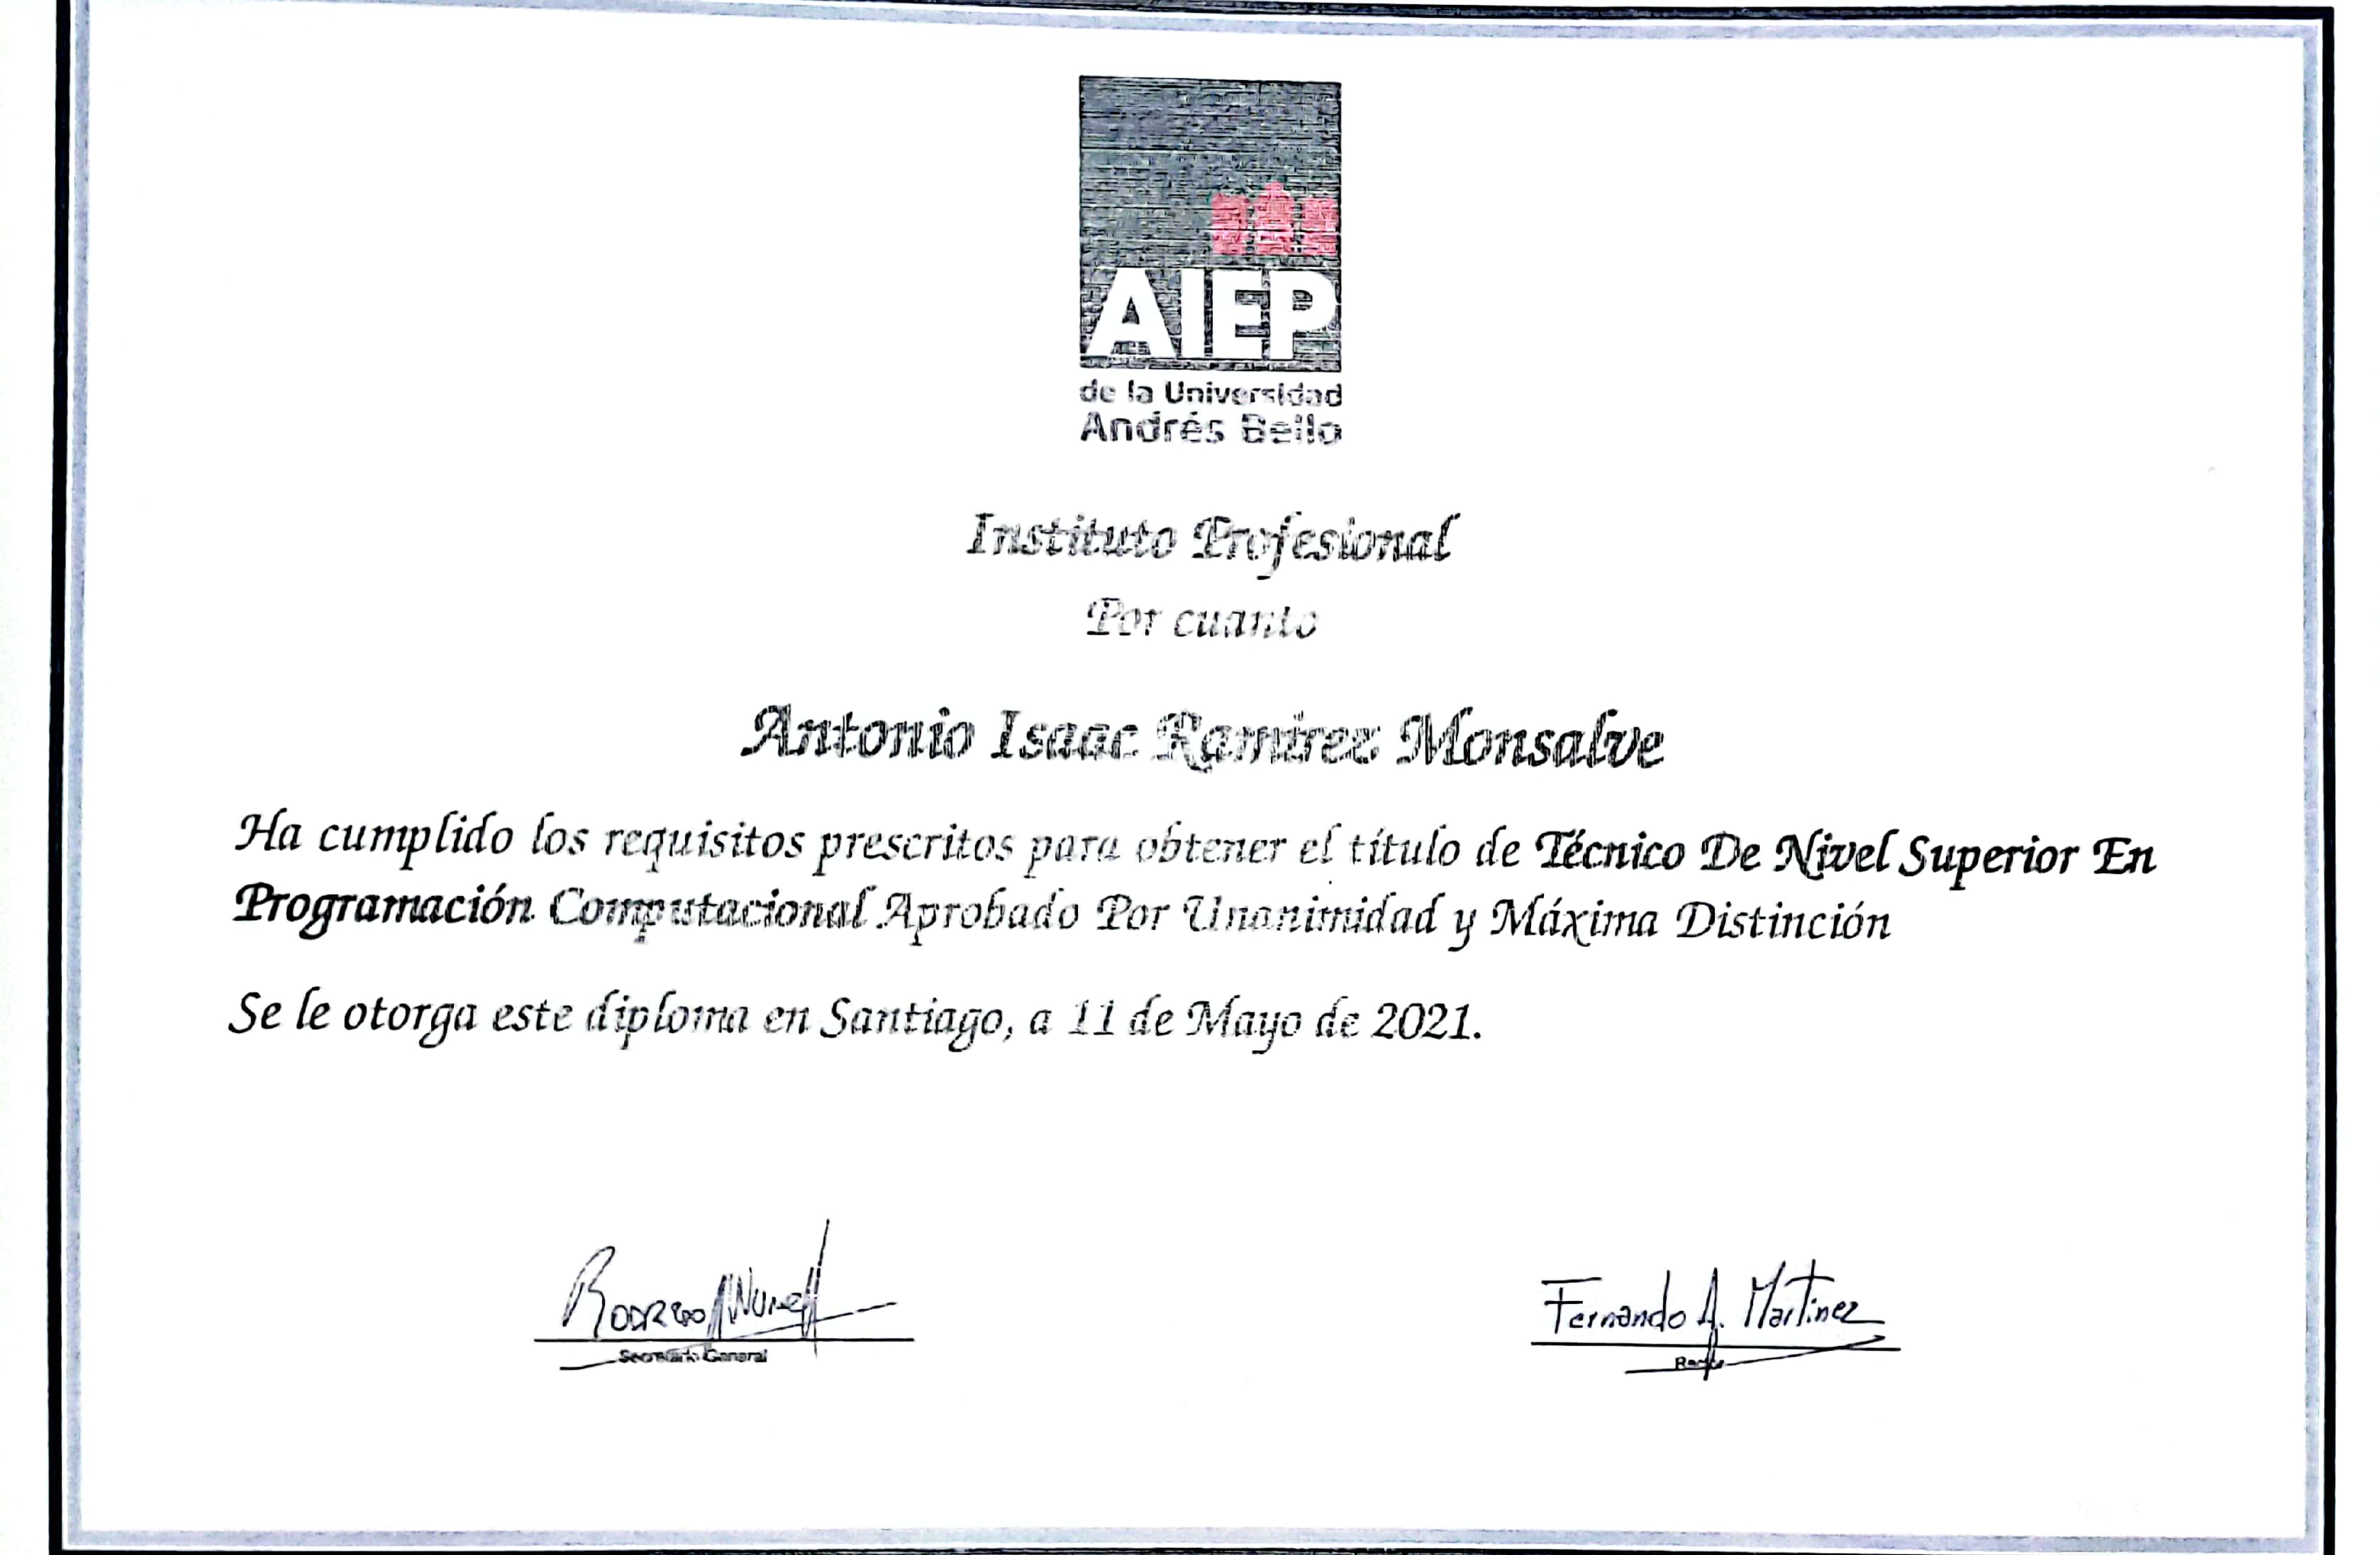 AIEP
de la Universidad
Andrés Bello
Instituto Profesional
Por cuanto
Antonio Isaac Ramirez Monsalve
Ha cumplido los requisitos prescritos para obtener el título de Técnico De Nivel Superior En
Programación Computacional Aprobado Por Unanimidad y Máxima Distinción
Se le otorga este diploma en Santiago, a 11 de Mayo de 2021.
Rodrigo Nuñez
Fernando A. Martinez
Secretario General
Rector